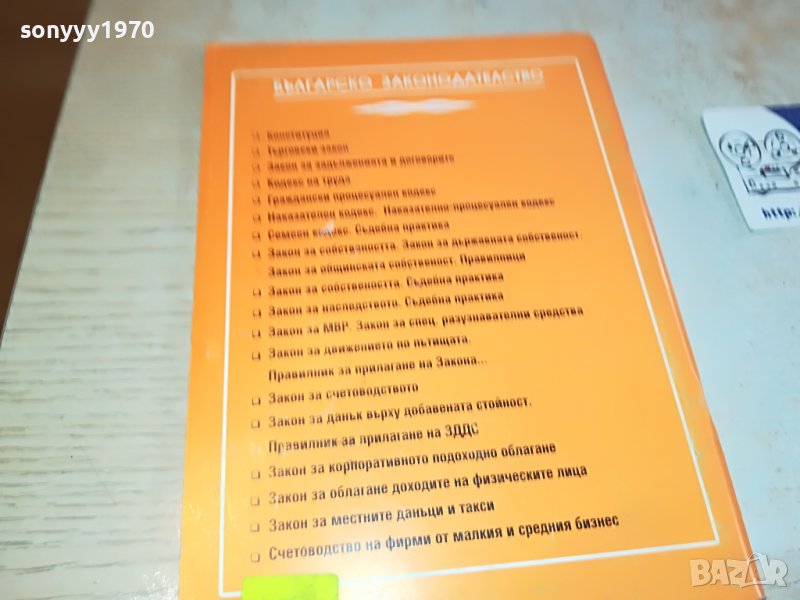 sonyyy1970
БЪЛГАРСКО ЗАКОНОДАТЕЛСТВО
Конституция
Търговски закон
Закон за задълженията и договорите
Кодекс на труда
Граждански процесуален кодекс
Наказателен кодекс. Наказателно-процесуален кодекс
Семеен кодекс. Съдебна практика
Закон за собствеността. Закон за държавната собственост.
Закон за общинската собственост. Правилници
Закон за собствеността. Съдебна практика
Закон за наследството. Съдебна практика
Закон за МВР. Закон за спец. разузнавателни средства
Закон за движението по пътищата.
Правилник за прилагане на Закона...
Закон за счетоводството
Закон за данък върху добавената стойност.
Правилник за прилагане на ЗДДС
Закон за корпоративното подоходно облагане
Закон за облагане доходите на физическите лица
Закон за местните данъци и такси
Счетоводство на фирми от малкия и средния бизнес
http:/
BAZAR